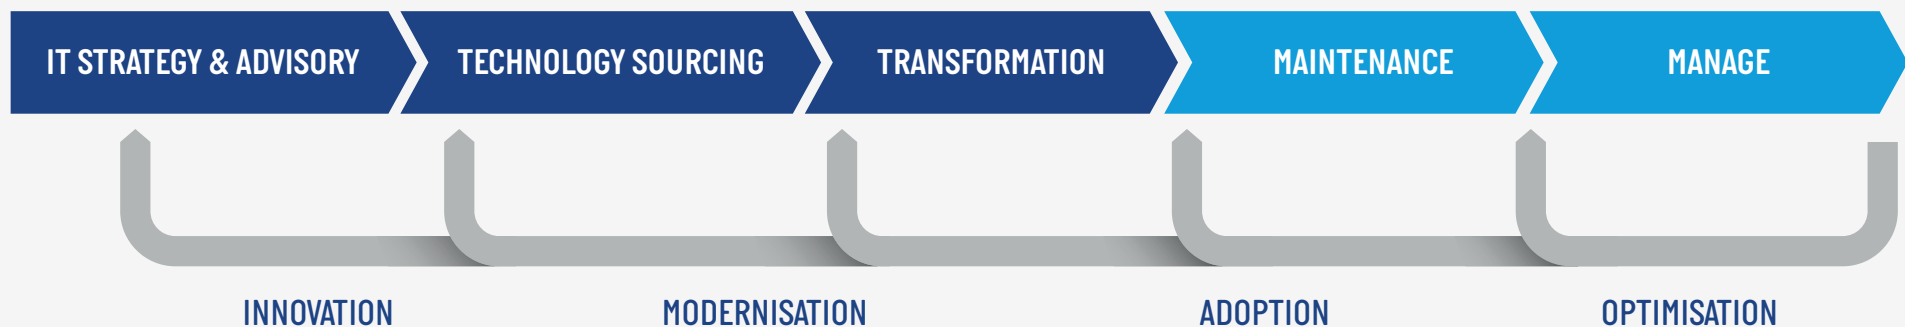 IT STRATEGY & ADVISORY
TECHNOLOGY SOURCING
TRANSFORMATION
MAINTENANCE
MANAGE
INNOVATION
MODERNISATION
ADOPTION
OPTIMISATION